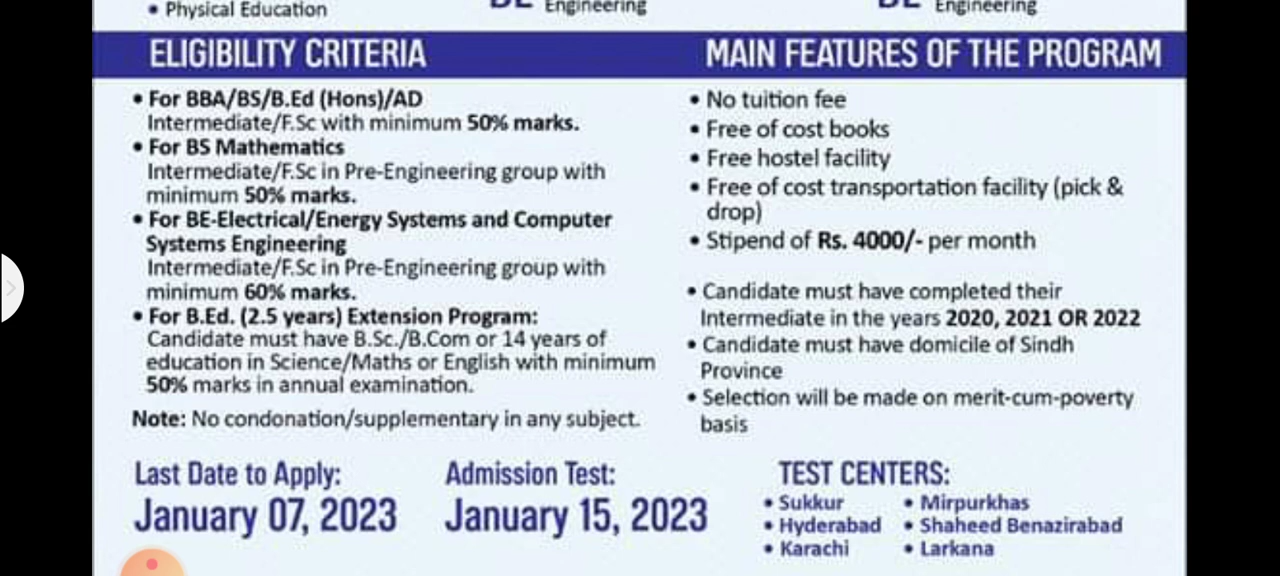 • Physical Education
BE Engineering
BE Engineering
ELIGIBILITY CRITERIA
• For BBA/BS/B.Ed (Hons)/AD
Intermediate/F.Sc with minimum 50% marks.
• For BS Mathematics
Intermediate/F.Sc in Pre-Engineering group with
minimum 50% marks.
• For BE-Electrical/Energy Systems and Computer
Systems Engineering
Intermediate/F.Sc in Pre-Engineering group with
minimum 60% marks.
• For B.Ed. (2.5 years) Extension Program:
Candidate must have B.Sc./B.Com or 14 years of
education in Science/Maths or English with minimum
50% marks in annual examination.
Note: No condonation/supplementary in any subject.
MAIN FEATURES OF THE PROGRAM
• No tuition fee
• Free of cost books
• Free hostel facility
• Free of cost transportation facility (pick &
drop)
• Stipend of Rs. 4000/- per month
• Candidate must have completed their
Intermediate in the years 2020, 2021 OR 2022
• Candidate must have domicile of Sindh
Province
• Selection will be made on merit-cum-poverty
basis
Last Date to Apply:
January 07, 2023
Admission Test:
January 15, 2023
TEST CENTERS:
• Sukkur
• Hyderabad
• Karachi
• Mirpurkhas
• Shaheed Benazirabad
• Larkana